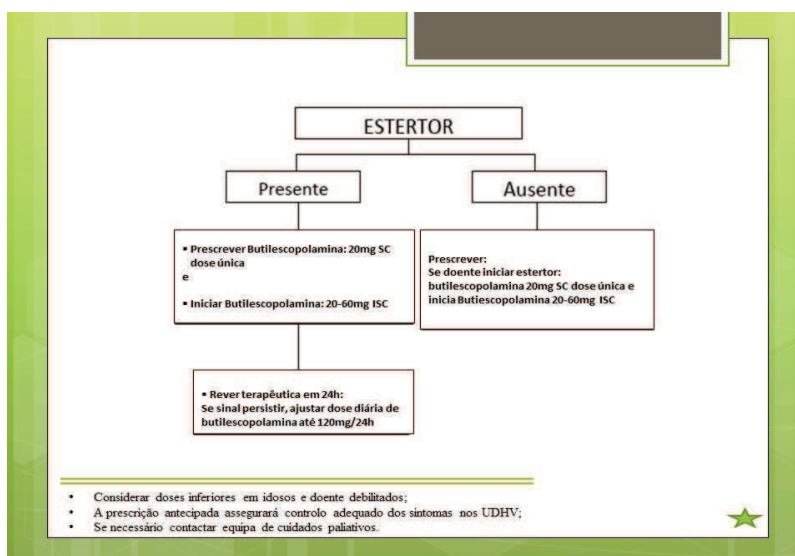 ESTERTOR
Presente
Ausente
▪ Prescrever Butilescopolamina: 20mg SC
dose única
e
▪ Iniciar Butilescopolamina: 20-60mg ISC
Prescrever:
Se doente iniciar estertor:
butilescopolamina 20mg SC dose única e
inicia Butiescopolamina 20-60mg ISC
▪ Rever terapêutica em 24h:
Se sinal persistir, ajustar dose diária de
butilescopolamina até 120mg/24h
• Considerar doses inferiores em idosos e doente debilitados;
• A prescrição antecipada assegurará controlo adequado dos sintomas nos UDHV;
• Se necessário contactar equipa de cuidados paliativos.